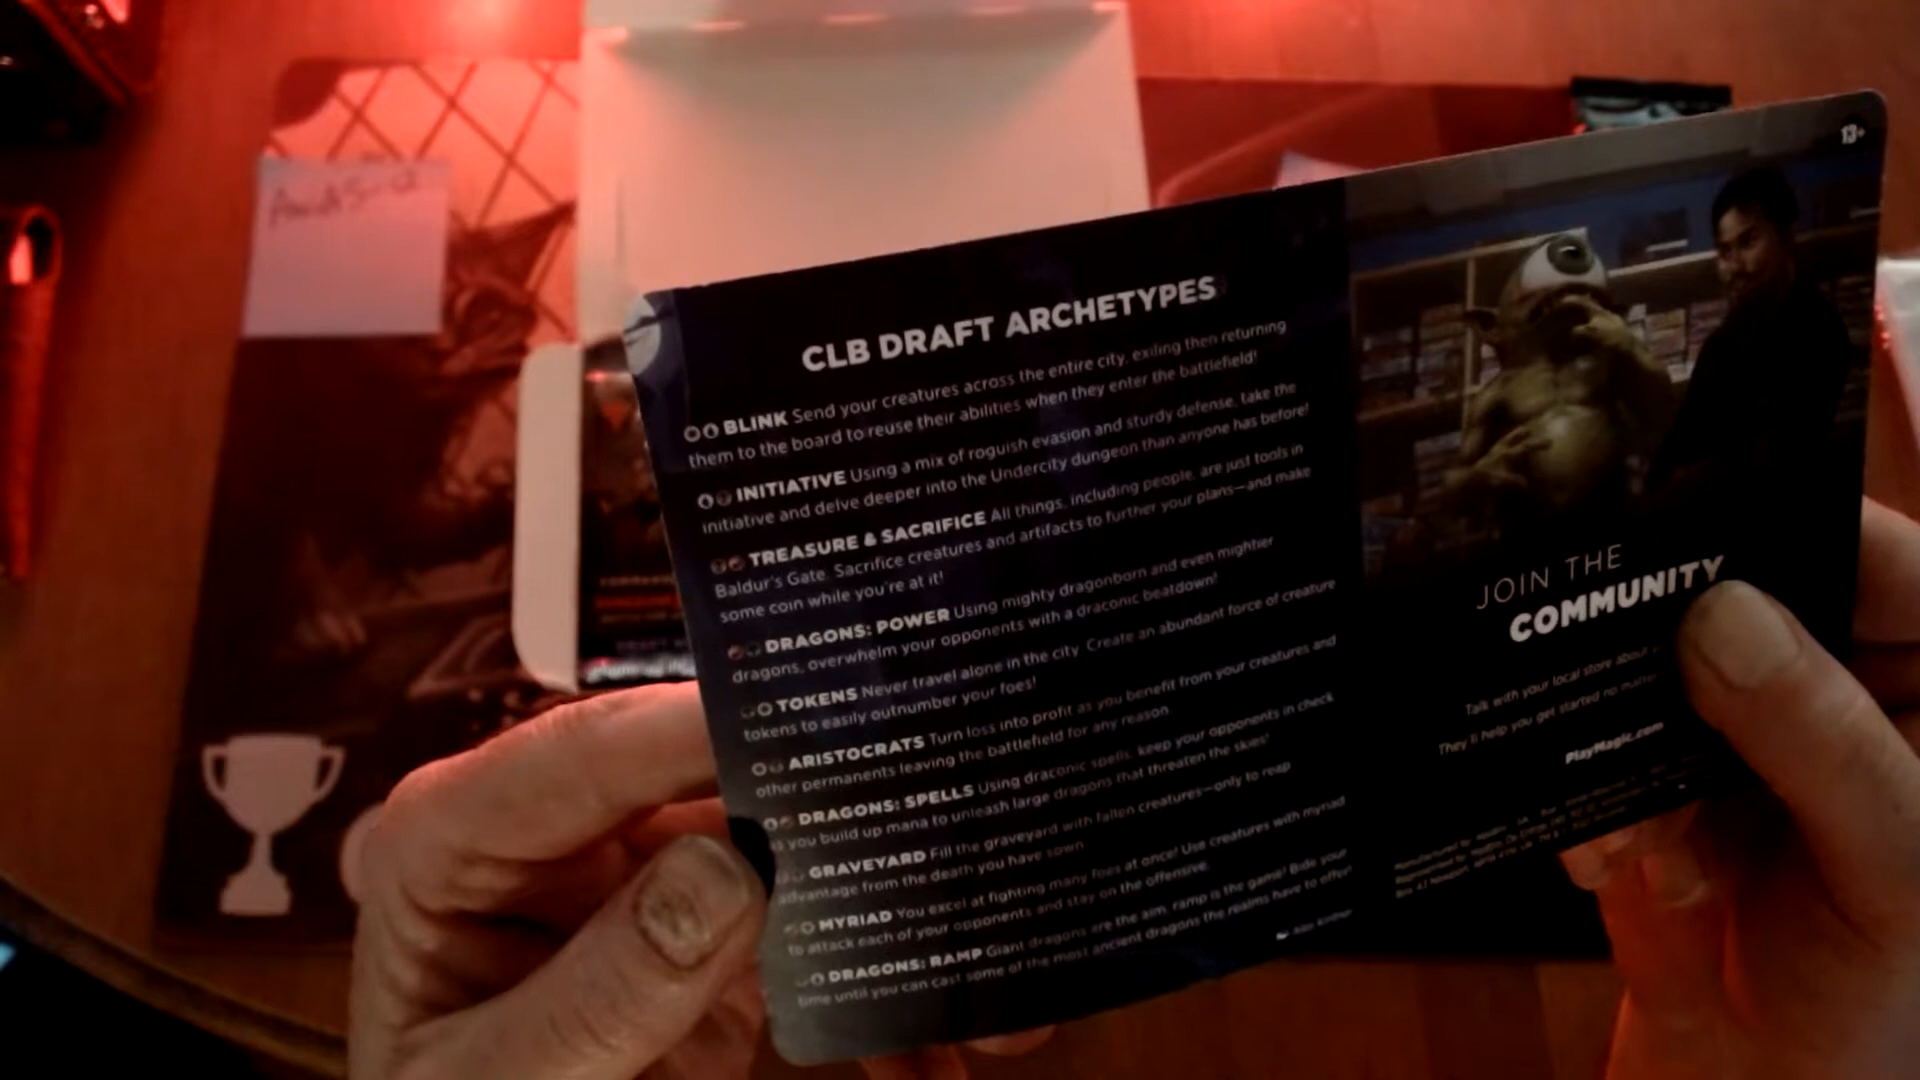 CLB DRAFT ARCHETYPES
BLINK Send your creatures across the entire city, exiling then returning
them to the board to reuse their abilities when they enter the battlefield!
INITIATIVE Using a mix of roguish evasion and sturdy defense, take the
initiative and delve deeper into the Undercity dungeon than anyone has before!
TREASURE & SACRIFICE All things, including people, are just tools in
Baldur's Gate. Sacrifice creatures and artifacts to further your plans—and make
some coin while you're at it!
DRAGONS: POWER Using mighty dragonborn and even mightier
dragons, overwhelm your opponents with a draconic beatdown!
TOKENS Never travel alone in the city. Create an abundant force of creature
tokens to easily outnumber your foes!
ARISTOCRATS Turn loss into profit as you benefit from your creatures and
other permanents leaving the battlefield for any reason.
DRAGONS: SPELLS Using draconic spells, keep your opponents in check
as you build up mana to unleash large dragons that threaten the skies!
GRAVEYARD Fill the graveyard with fallen creatures—only to reap
advantage from the death you have sown.
MYRIAD You excel at fighting many foes at once! Use creatures with myriad
to attack each of your opponents and stay on the offensive.
DRAGONS: RAMP Giant dragons are the aim, ramp is the game! Bide your
time until you can cast some of the most ancient dragons the realms have to offer!
13+
JOIN THE
COMMUNITY
Talk with your local store about
They'll help you get started no matter
PlayMagic.com